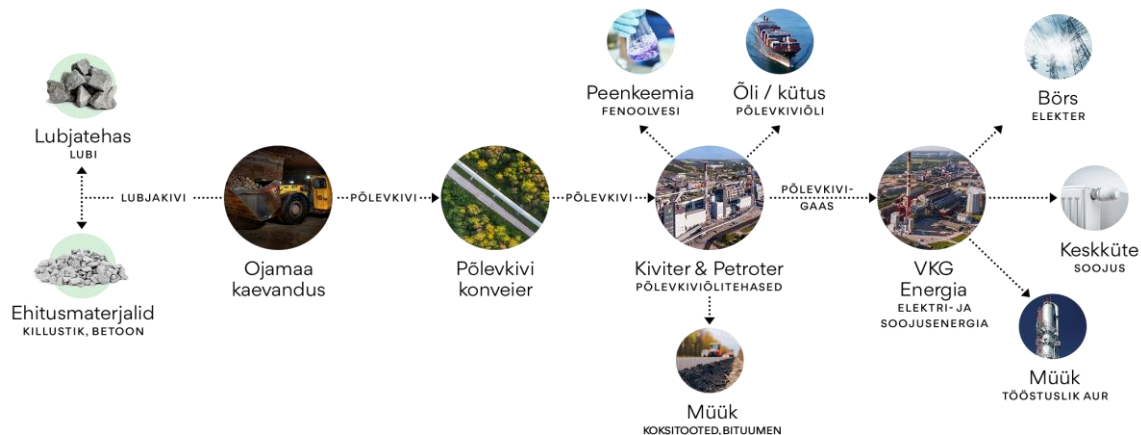 Lubjatehas
LUBI
LUBJAKIVI
Ehitusmaterjalid
KILLUSTIK, BETOON
Ojamaa
kaevandus
PÕLEVKIVI
Põlevkivi
konveier
PÕLEVKIVI
Peenkeemia
FENOOLVESI
Õli / kütus
PÕLEVKIVIÕLI
Kiviter & Petroter
PÕLEVKIVIÕLITEHASED
Müük
KOKSITOOTED, BITUUMEN
PÕLEVKIVI-
GAAS
VKG
Energia
ELEKTRI- JA
SOOJUSENERGIA
Börs
ELEKTER
Keskküte
SOOJUS
Müük
TÖÖSTUSLIK AUR